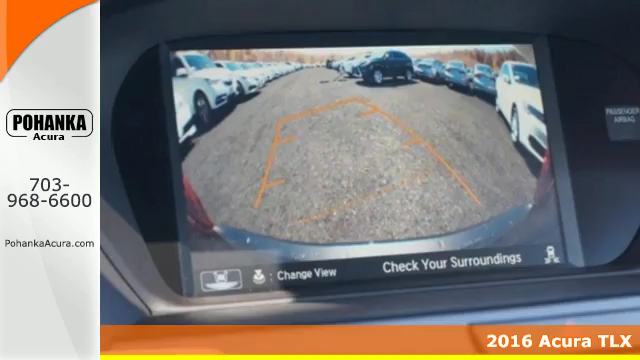 POHANKA
Acura
703-
968-6600
PohankaAcura.com
PASSENGER
AIRBAG
: Change View
Check Your Surroundings
2016 Acura TLX